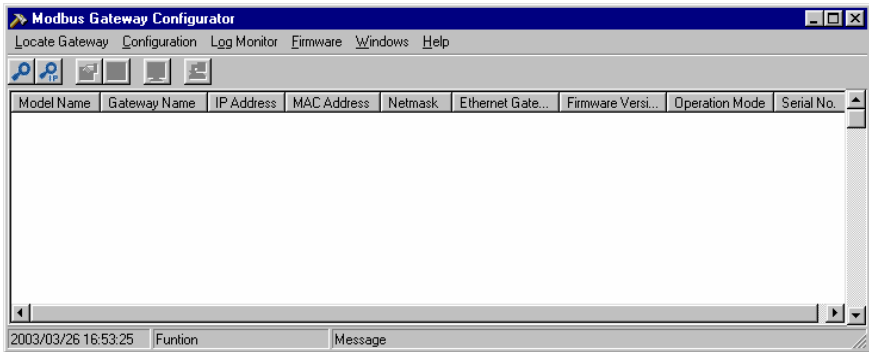 Modbus Gateway Configurator
Locate Gateway Configuration Log Monitor Firmware Windows Help
IP
Model Name Gateway Name IP Address MAC Address Netmask Ethernet Gate... Firmware Versi... Operation Mode Serial No.
2003/03/26 16:53:25 Funtion Message